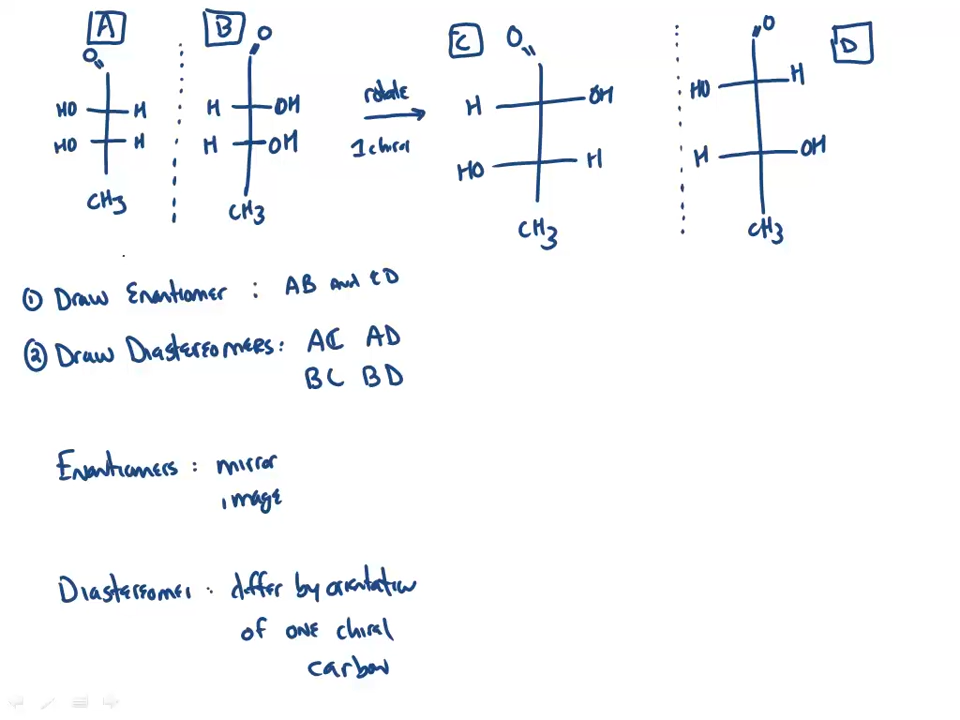 A
B
C
D
O
O
O
O
HO H
H OH
H OH
HO H
HO H
H OH
HO H
H OH
CH3
CH3
CH3
CH3
rotate
1 chiral
① Draw Enantiomer : AB and CD
② Draw Diastereomers : AC AD
BC BD
Enantiomers : mirror
image
Diastereomer : differ by orientation
of ONE chiral
carbon